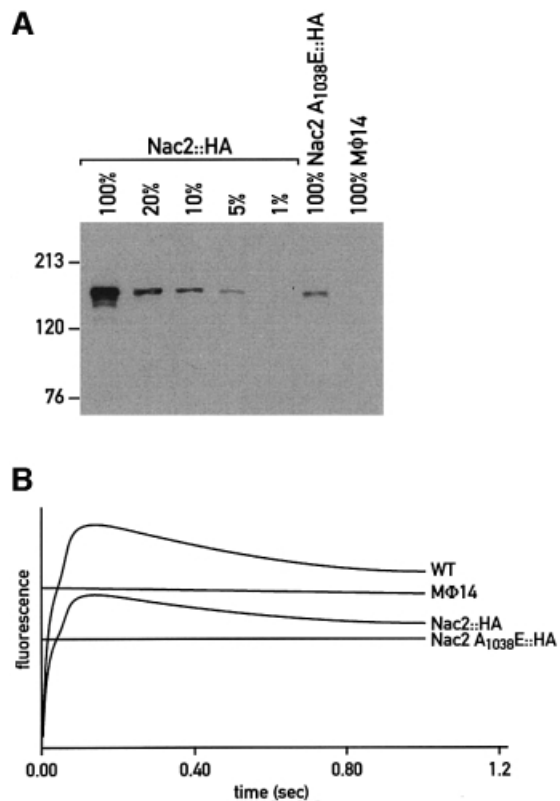 A
Nac2::HA
100%
20%
10%
5%
1%
100% Nac2 A₁₀₃₈E::HA
100% MΦ14
213
120
76
B
fluorescence
WT
MΦ14
Nac2::HA
Nac2 A₁₀₃₈E::HA
0.00 0.40 0.80 1.2
time (sec)